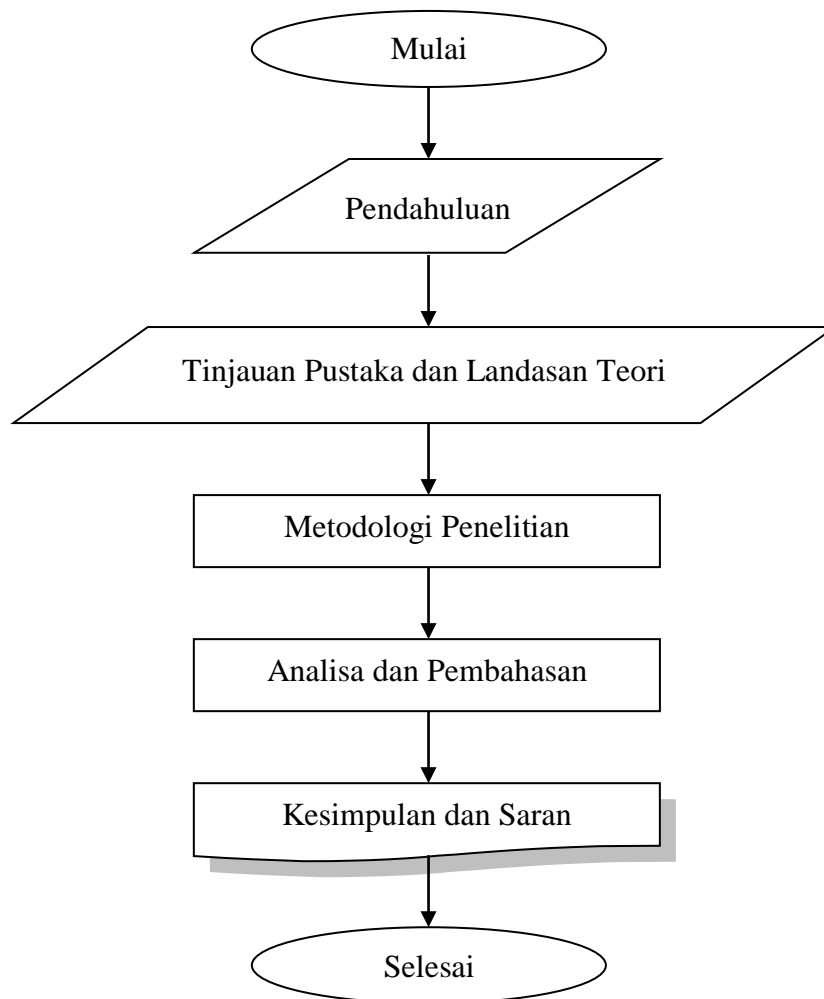 Mulai
Pendahuluan
Tinjauan Pustaka dan Landasan Teori
Metodologi Penelitian
Analisa dan Pembahasan
Kesimpulan dan Saran
Selesai